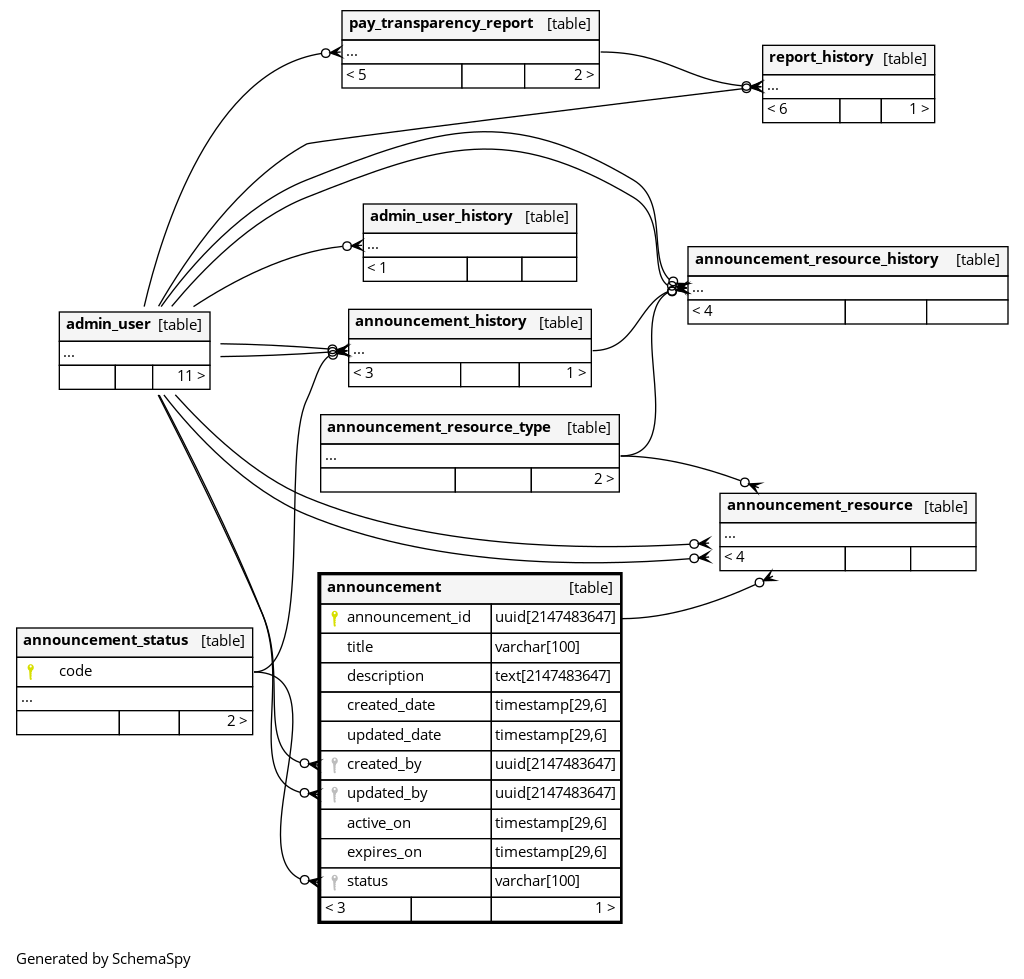 pay_transparency_report [table]
...
< 5 2 >
report_history [table]
...
< 6 1 >
admin_user_history [table]
...
< 1
announcement_resource_history [table]
...
< 4
admin_user [table]
...
11 >
announcement_history [table]
...
< 3 1 >
announcement_resource_type [table]
...
2 >
announcement_resource [table]
...
< 4
announcement [table]
announcement_id uuid[2147483647]
title varchar[100]
description text[2147483647]
created_date timestamp[29,6]
updated_date timestamp[29,6]
created_by uuid[2147483647]
updated_by uuid[2147483647]
active_on timestamp[29,6]
expires_on timestamp[29,6]
status varchar[100]
< 3 1 >
announcement_status [table]
code
...
2 >
Generated by SchemaSpy